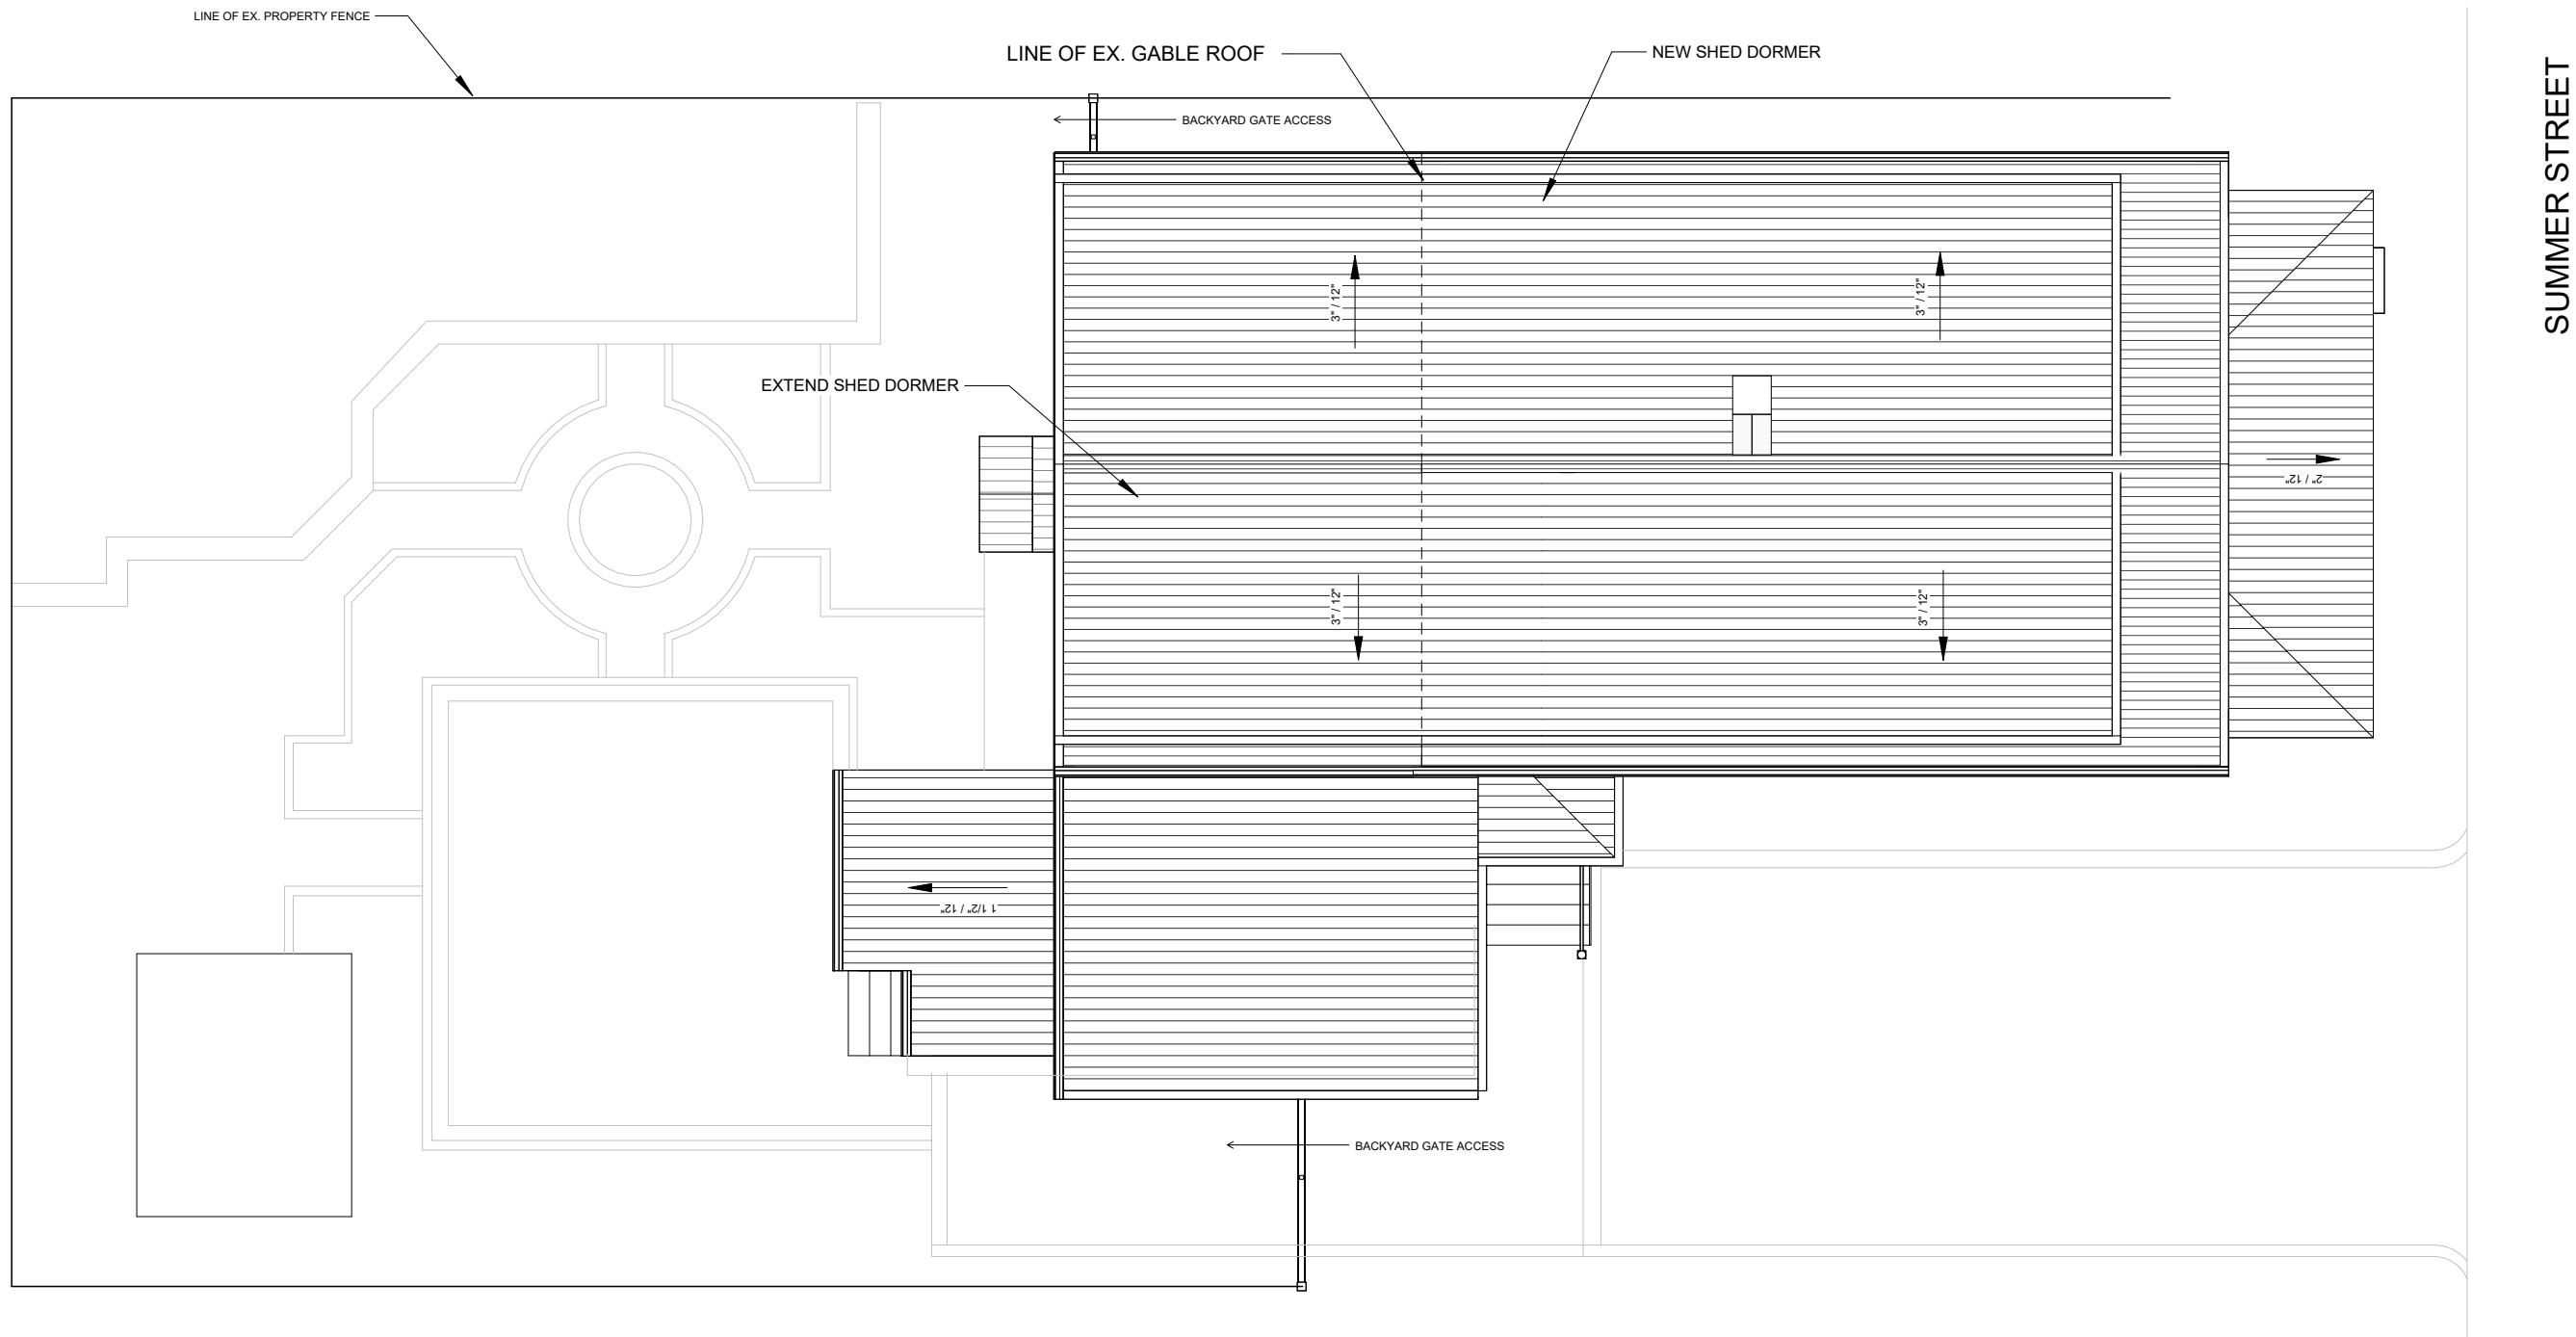 LINE OF EX. PROPERTY FENCE
LINE OF EX. GABLE ROOF
NEW SHED DORMER
SUMMER STREET
BACKYARD GATE ACCESS
3" / 12"
3" / 12"
EXTEND SHED DORMER
2" / 12"
3" / 12"
3" / 12"
1 1/2" / 12"
BACKYARD GATE ACCESS